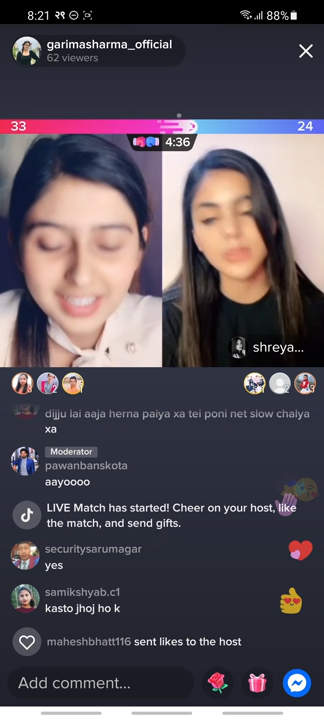 8:21 २९ 88%
garimasharma_official
62 viewers
33 24
4:36
shreya...
dijju lai aaja herna paiya xa tei poni net slow chalya
xa
Moderator
pawanbanskota
aayoooo
LIVE Match has started! Cheer on your host, like
the match, and send gifts.
securitysarumagar
yes
samikshyab.c1
kasto jhoj ho k
maheshbhatt116 sent likes to the host
Add comment...